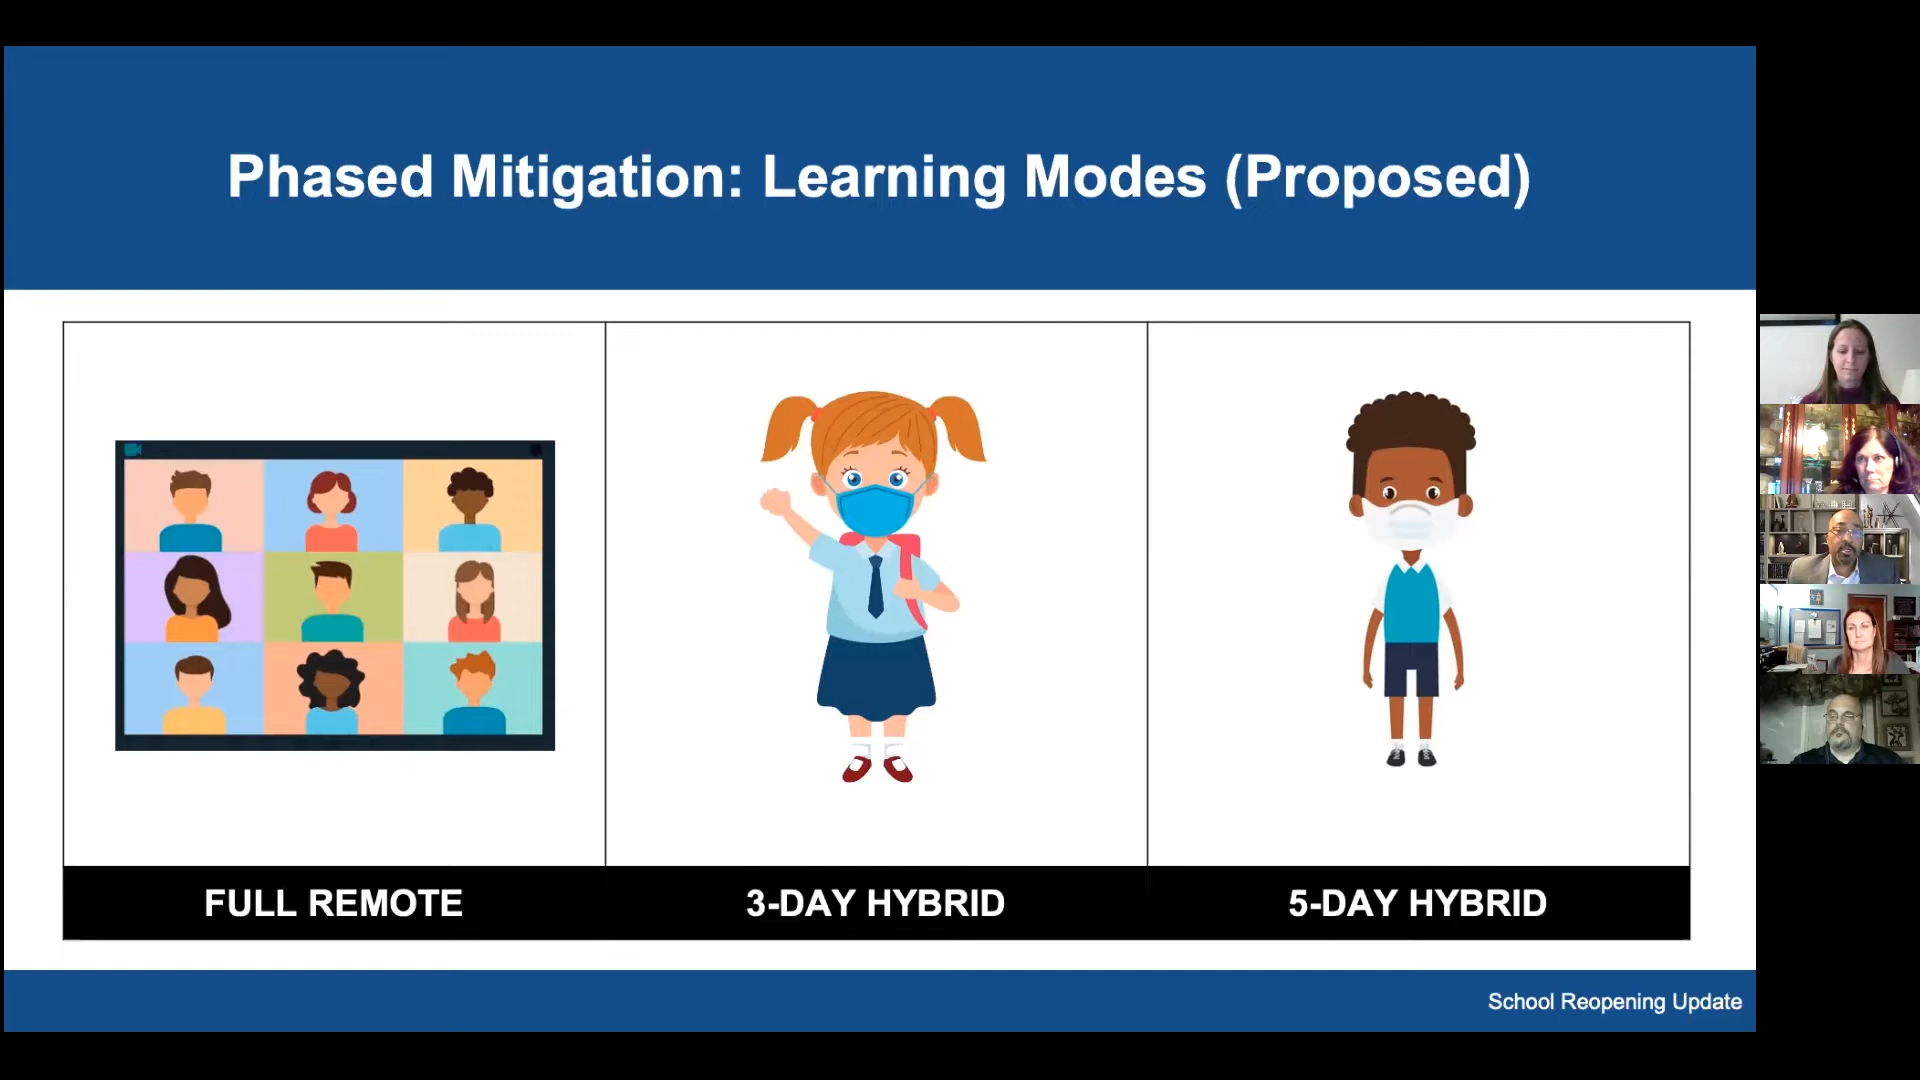 Phased Mitigation: Learning Modes (Proposed)
FULL REMOTE
3-DAY HYBRID
5-DAY HYBRID
School Reopening Update